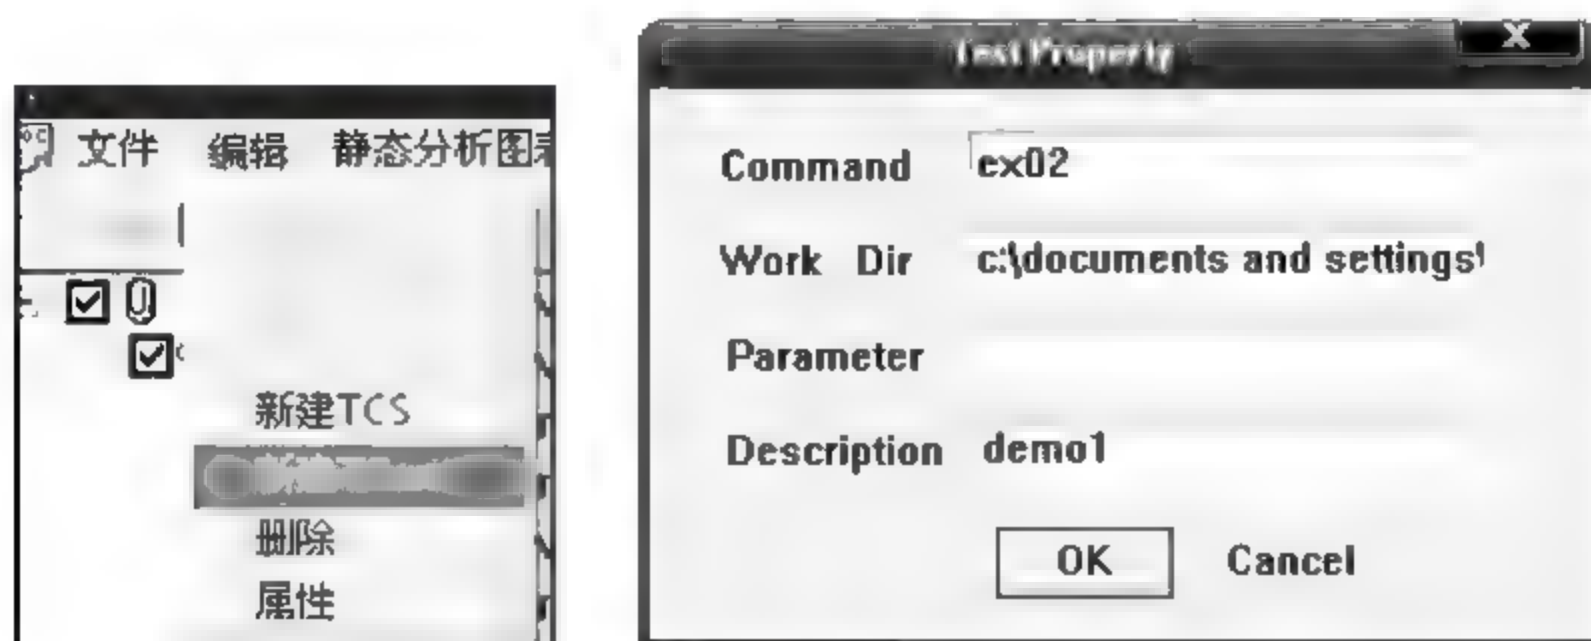 文件 编辑 静态分析图表
新建TCS
删除
属性
Test Property X
Command ex02
Work Dir c:\documents and settings\
Parameter
Description demo1
OK Cancel